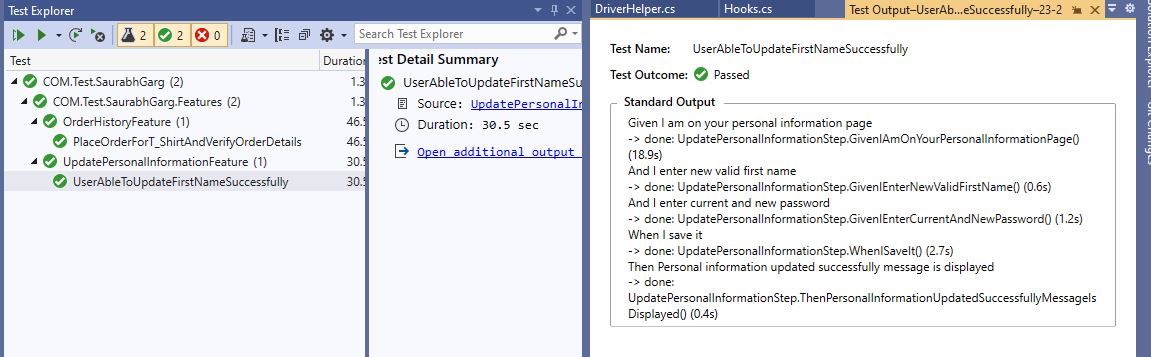 Test Explorer
2
2
0
Search Test Explorer
Test
COM.Test.SaurabhGarg (2)
1.3
COM.Test.SaurabhGarg.Features (2)
1.3
OrderHistoryFeature (1)
46.5
PlaceOrderForT_ShirtAndVerifyOrderDetails
46.5
UpdatePersonalInformationFeature (1)
30.5
UserAbleToUpdateFirstNameSuccessfully
30.5
Detail Summary
Source:
Duration: 30.5 sec
Open additional output
DriverHelper.cs
Hooks.cs
Test Output–UserAb...eSuccessfully–23-2
Test Name: UserAbleToUpdateFirstNameSuccessfully
Test Outcome: Passed
Standard Output
Given I am on your personal information page
-> done: UpdatePersonalInformationStep.GivenIAmOnYourPersonalInformationPage()
(18.9s)
And I enter new valid first name
-> done: UpdatePersonalInformationStep.GivenIEnterNewValidFirstName() (0.6s)
And I enter current and new password
-> done: UpdatePersonalInformationStep.GivenIEnterCurrentAndNewPassword() (1.2s)
When I save it
-> done: UpdatePersonalInformationStep.WhenISaveIt() (2.7s)
Then Personal information updated successfully message is displayed
-> done:
UpdatePersonalInformationStep.ThenPersonalInformationUpdatedSuccessfullyMessageIs
Displayed() (0.4s)